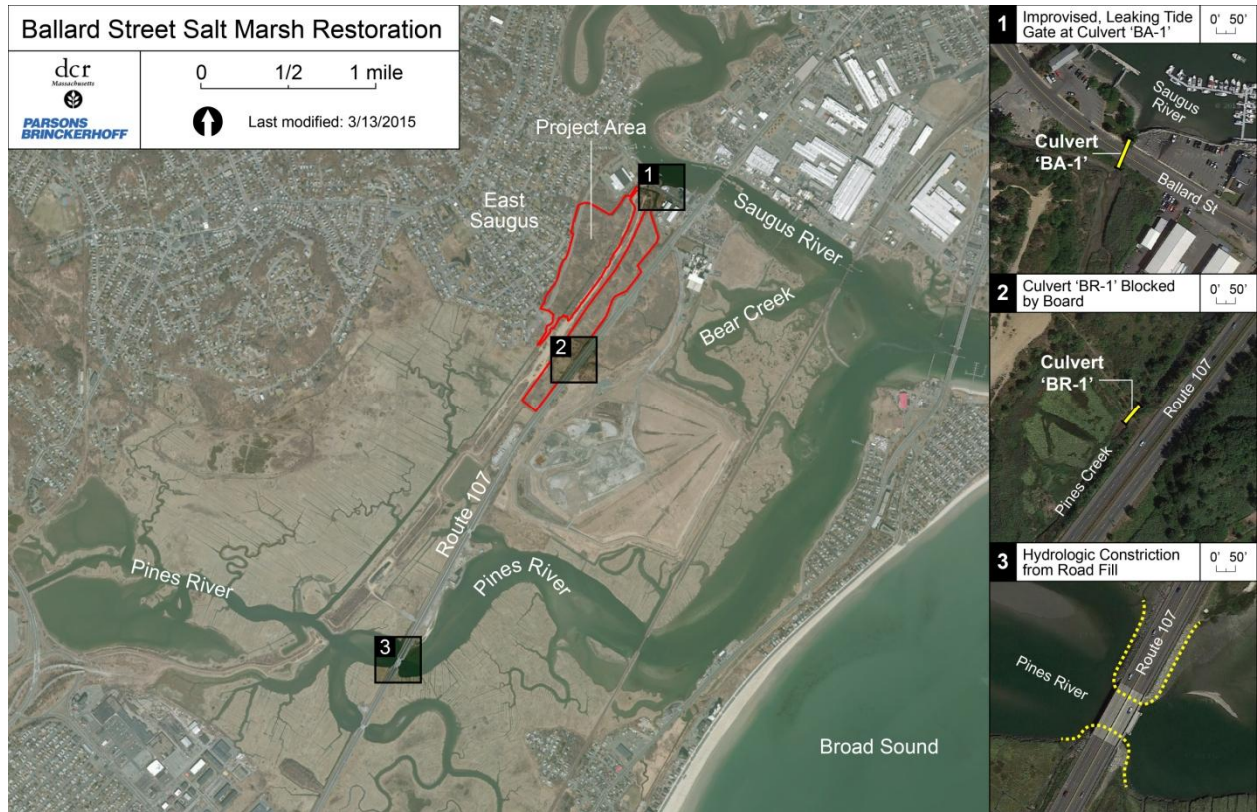 Ballard Street Salt Marsh Restoration
dcr
Massachusetts
PARSONS
BRINCKERHOFF
0 1/2 1 mile
Last modified: 3/13/2015
Project Area
East
Saugus
1
Saugus River
Bear Creek
2
Route 107
Pines River
Pines River
3
Broad Sound
1 Improvised, Leaking Tide
Gate at Culvert 'BA-1'
0' 50'
Saugus
River
Culvert
'BA-1'
Ballard St
2 Culvert 'BR-1' Blocked
by Board
0' 50'
Culvert
'BR-1'
Route 107
Pines Creek
3 Hydrologic Constriction
from Road Fill
0' 50'
Route 107
Pines River